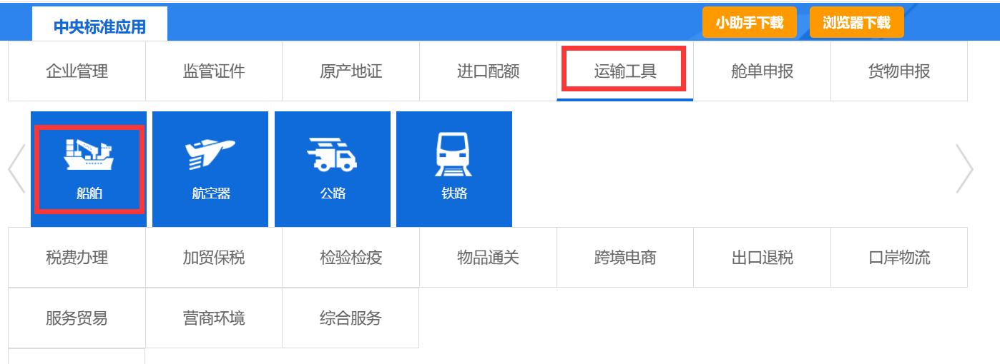 中央标准应用
小助手下载
浏览器下载
企业管理
监管证件
原产地证
进口配额
运输工具
舱单申报
货物申报
船舶
航空器
公路
铁路
税费办理
加贸保税
检验检疫
物品通关
跨境电商
出口退税
口岸物流
服务贸易
营商环境
综合服务